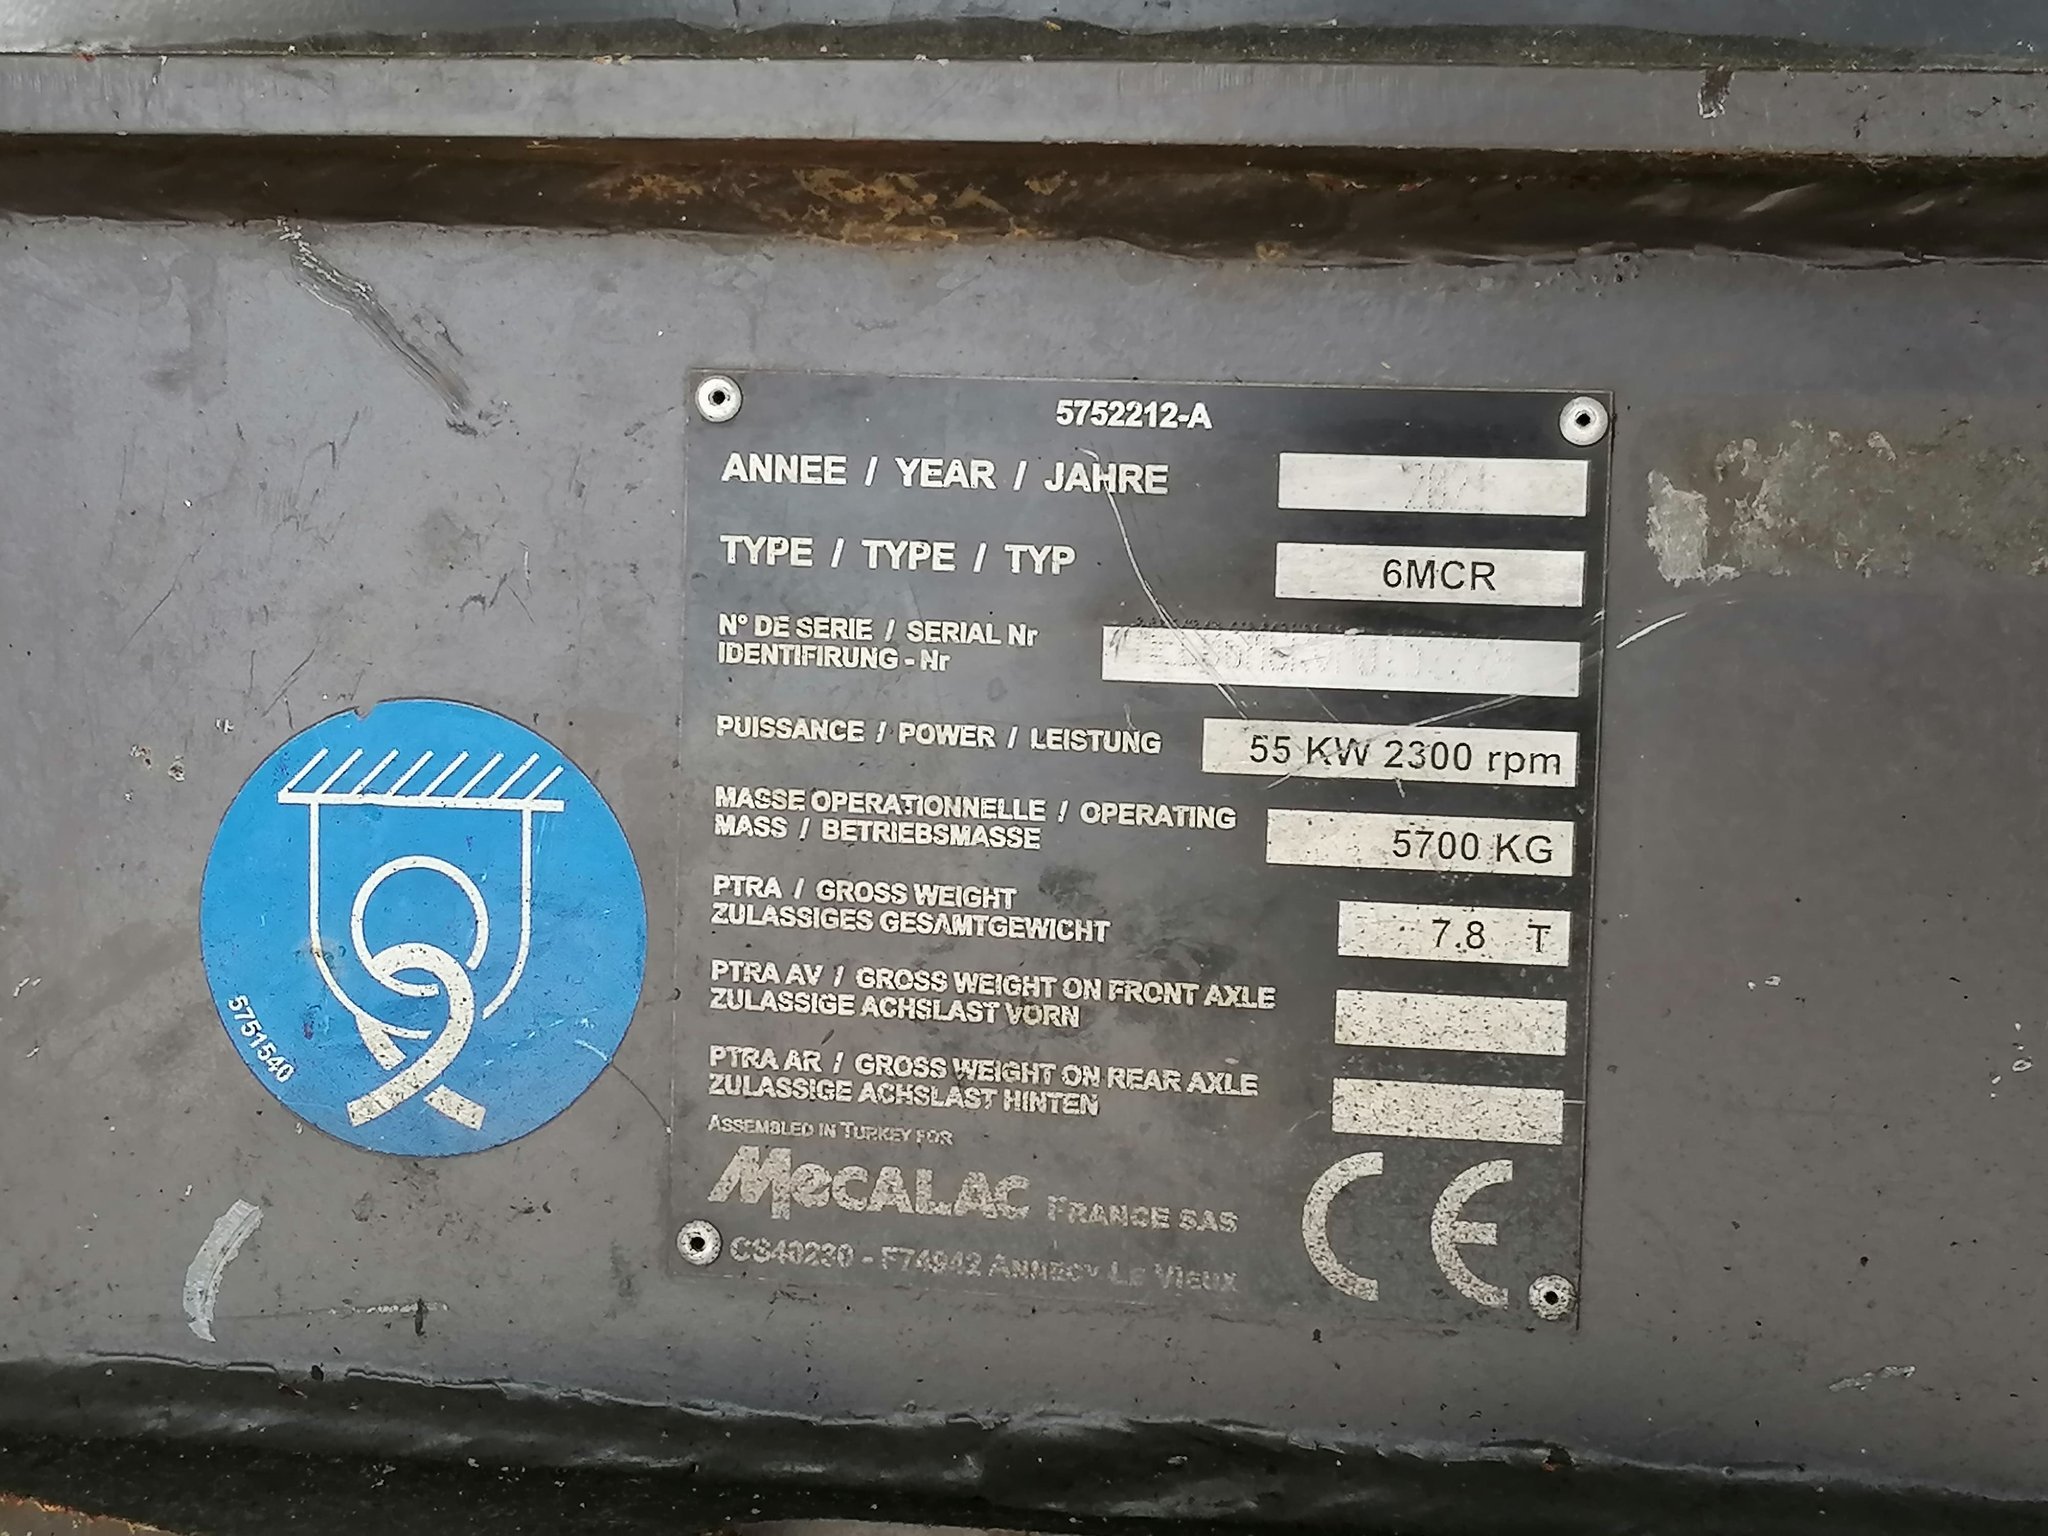 5752212-A
ANNEE / YEAR / JAHRE
TYPE / TYPE / TYP 6MCR
N° DE SERIE / SERIAL Nr
IDENTIFIRUNG - Nr
PUISSANCE / POWER / LEISTUNG 55 KW 2300 rpm
MASSE OPERATIONNELLE / OPERATING
MASS / BETRIEBSMASSE 5700 KG
PTRA / GROSS WEIGHT
ZULASSIGES GESAMTGEWICHT 7.8 T
PTRA AV / GROSS WEIGHT ON FRONT AXLE
ZULASSIGE ACHSLAST VORN
PTRA AR / GROSS WEIGHT ON REAR AXLE
ZULASSIGE ACHSLAST HINTEN
ASSEMBLED IN TURKEY FOR
MECALAC FRANCE SAS
CS40230 - F74942 ANNECY LE VIEUX
CE
5751540